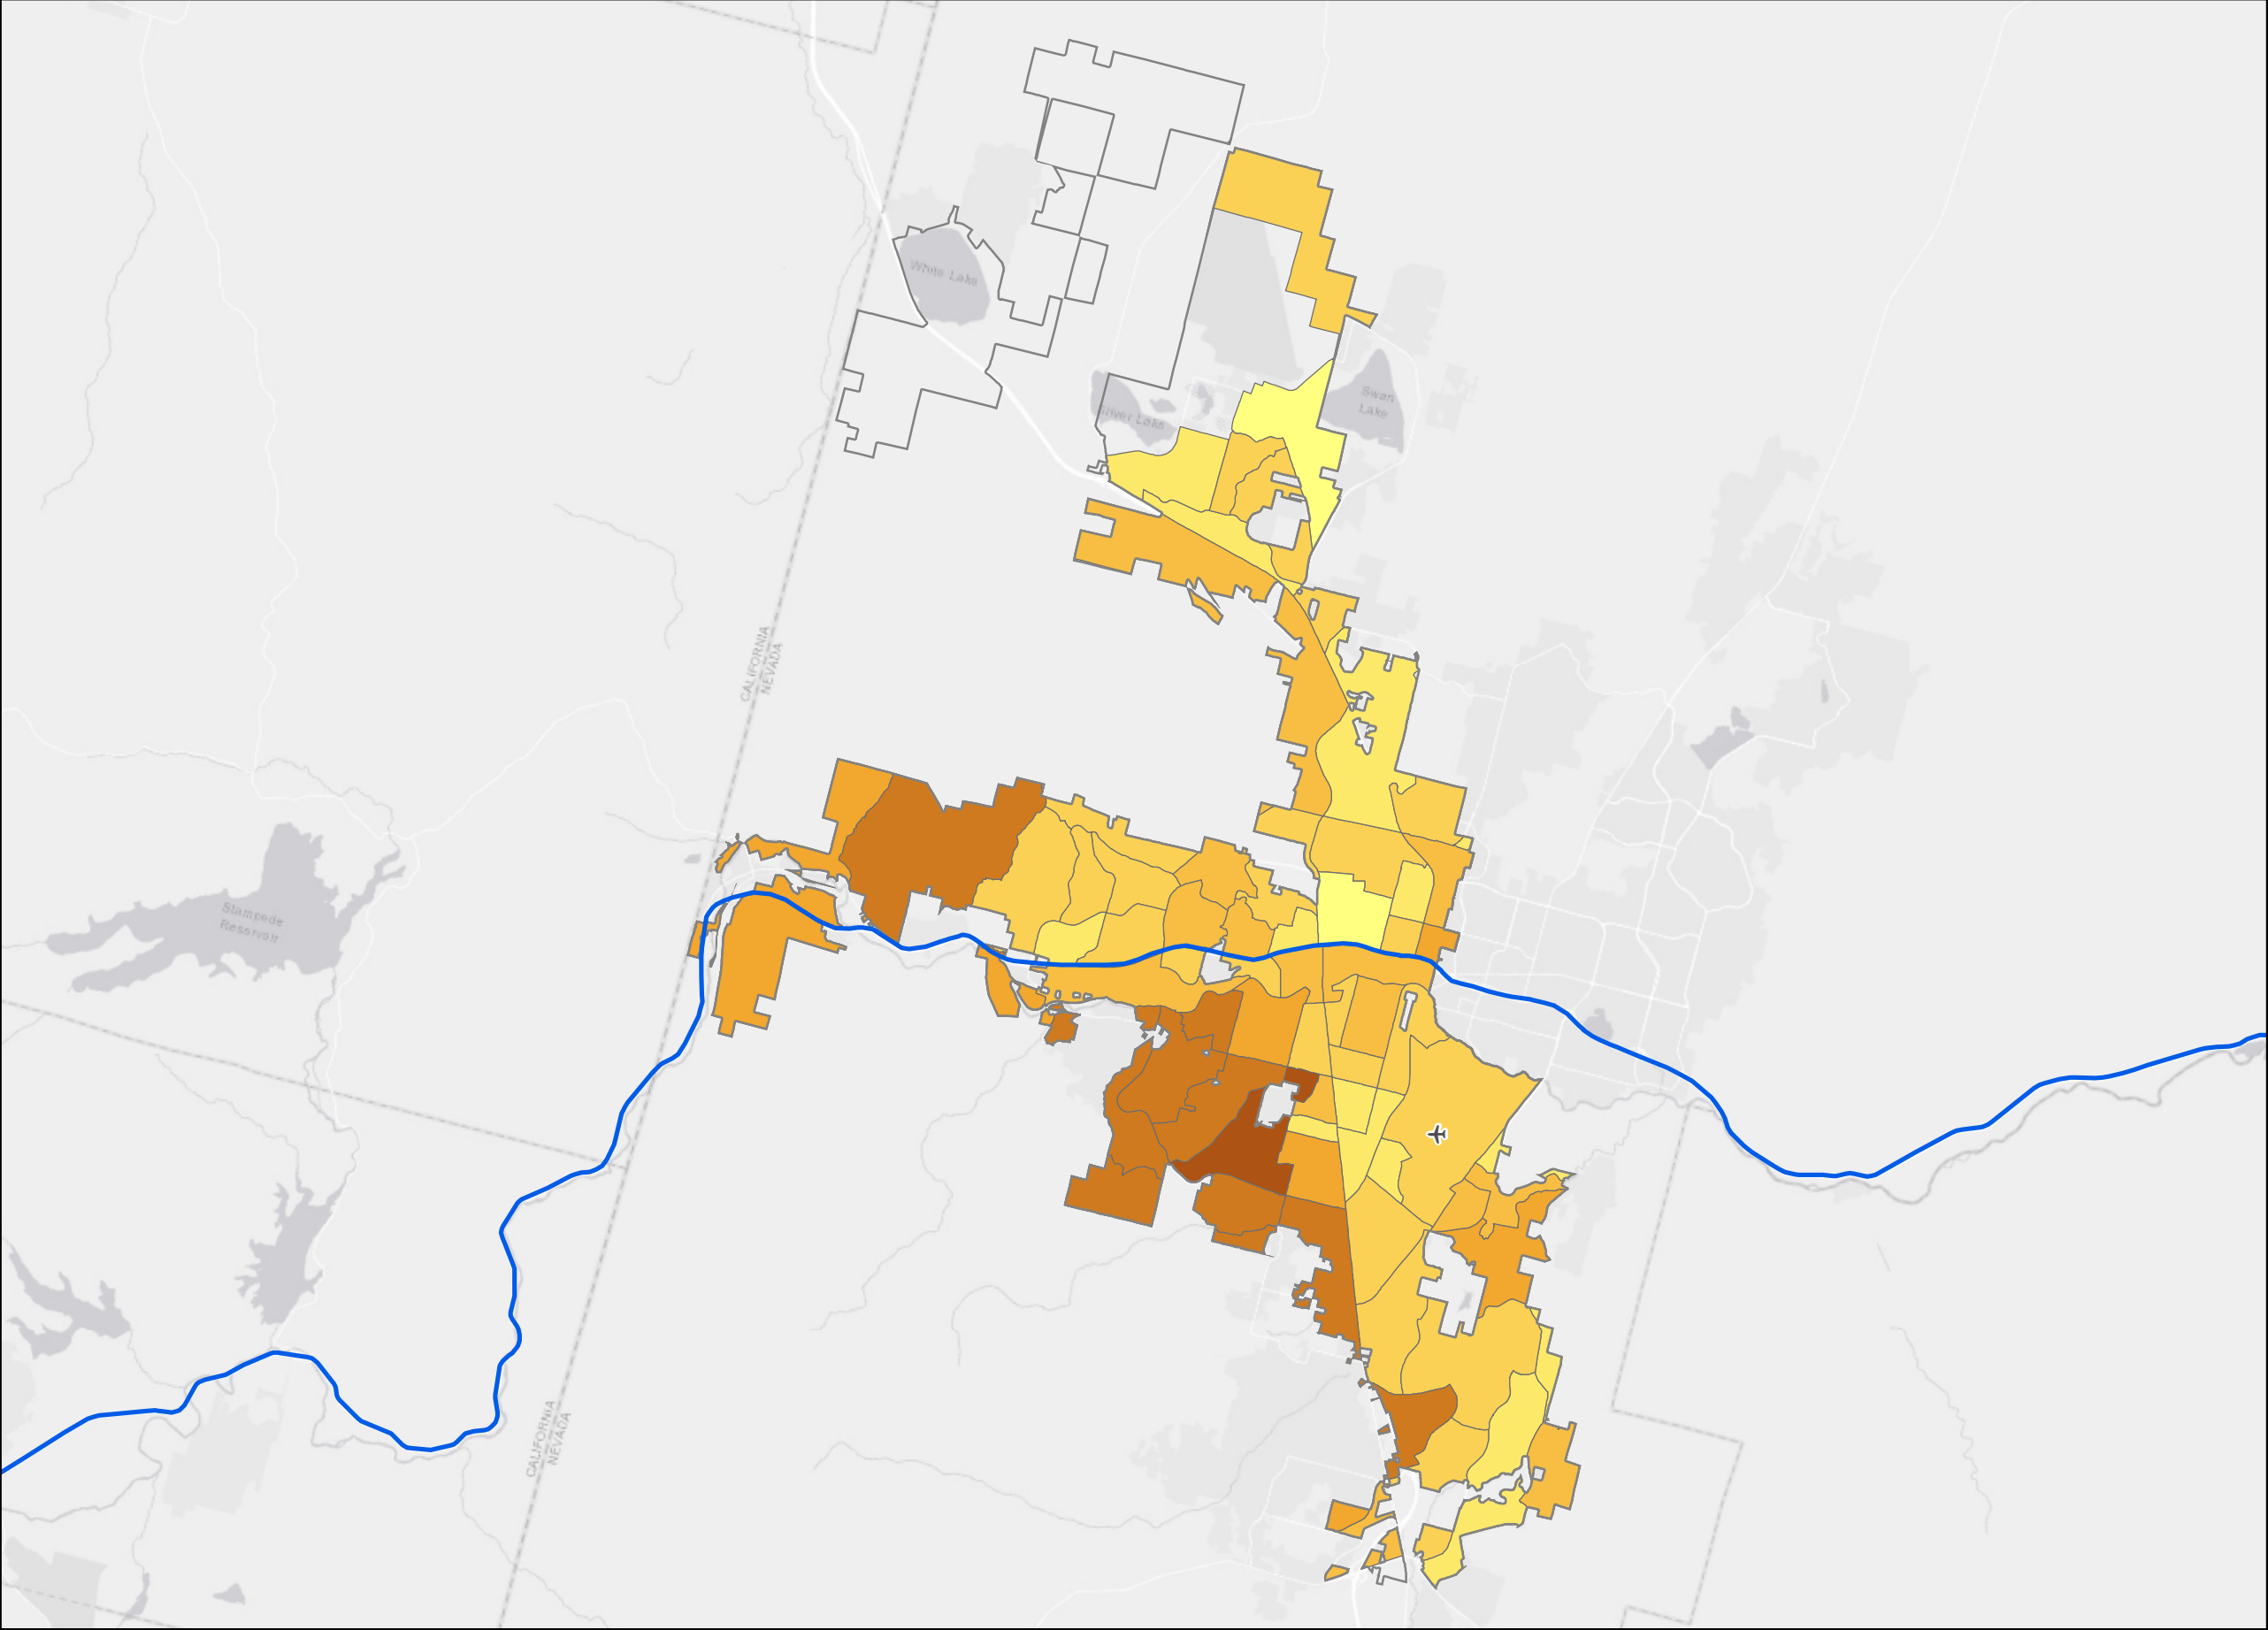 White Lake
Swan
Lake
Silver Lake
CALIFORNIA
NEVADA
Stampede
Reservoir
CALIFORNIA
NEVADA